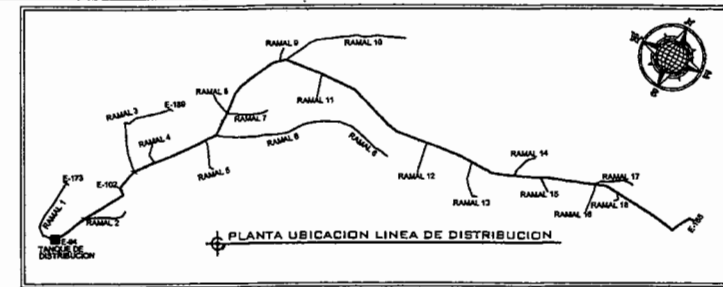 RAMAL 9
RAMAL 10
RAMAL 8
RAMAL 11
E-189
RAMAL 3
RAMAL 7
RAMAL 4
RAMAL 6
RAMAL 5
RAMAL 6
E-173
E-102
RAMAL 1
RAMAL 2
E-94
TANQUE DE
DISTRIBUCION
RAMAL 12
RAMAL 13
RAMAL 14
RAMAL 15
RAMAL 16
RAMAL 17
RAMAL 18
PLANTA UBICACION LINEA DE DISTRIBUCION